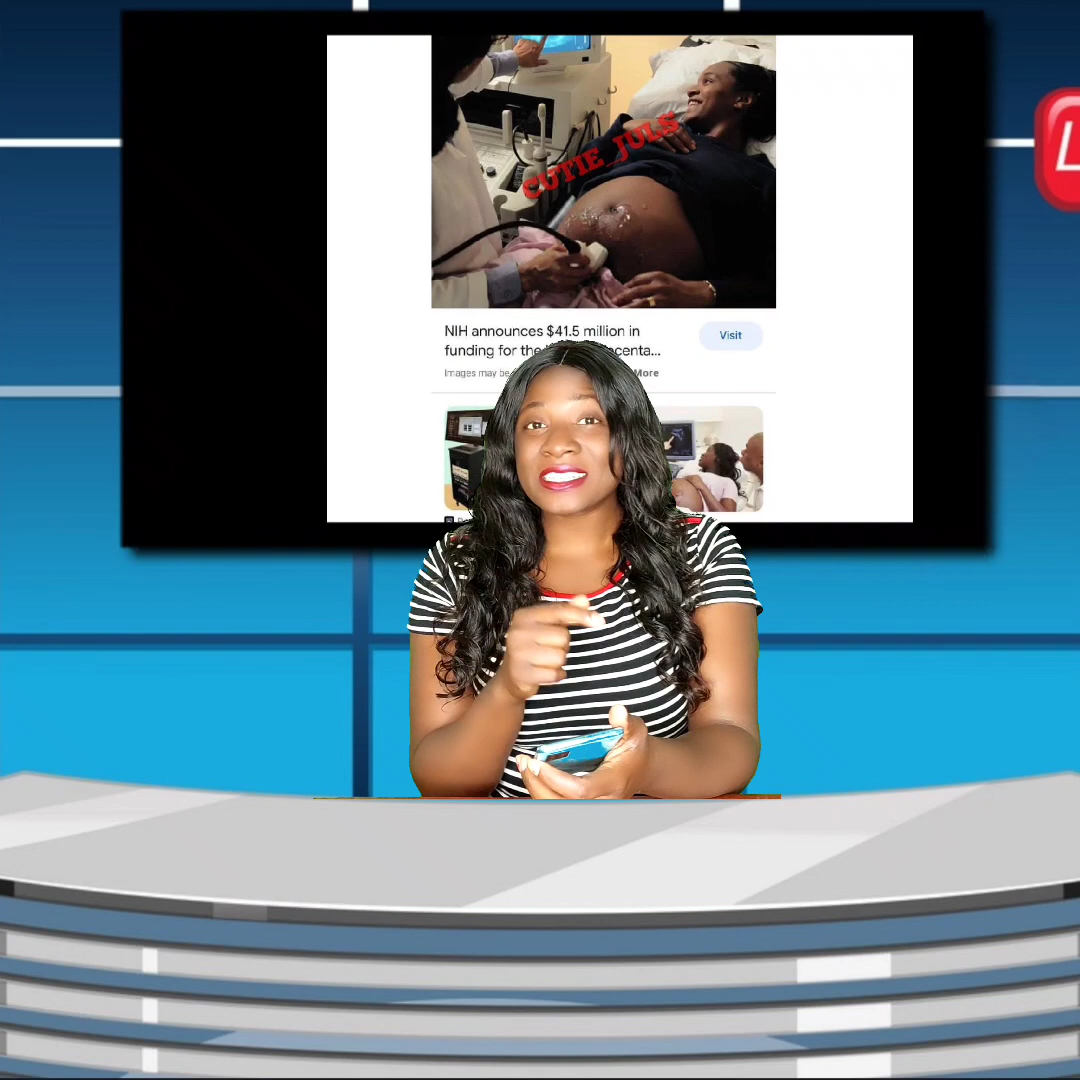 CUTIE_JULS
NIH announces $41.5 million in
Visit
funding for the
Images may be
More